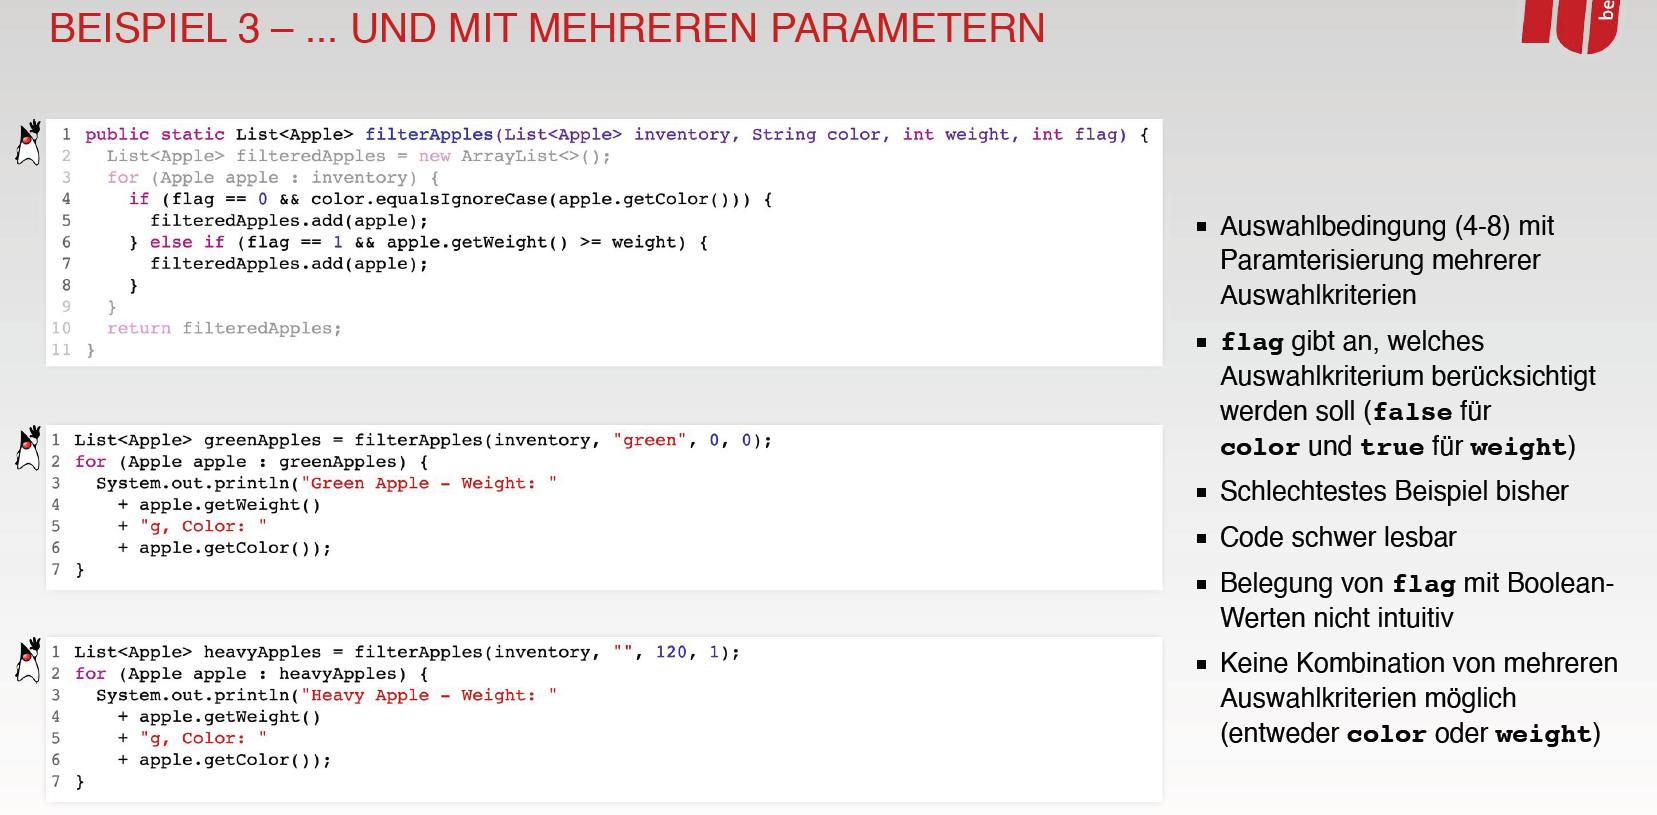 BEISPIEL 3 – ... UND MIT MEHREREN PARAMETERN
be
1 public static List<Apple> filterApples(List<Apple> inventory, String color, int weight, int flag) {
2   List<Apple> filteredApples = new ArrayList<>();
3   for (Apple apple : inventory) {
4     if (flag == 0 && color.equalsIgnoreCase(apple.getColor())) {
5       filteredApples.add(apple);
6     } else if (flag == 1 && apple.getWeight() >= weight) {
7       filteredApples.add(apple);
8     }
9   }
10   return filteredApples;
11 }
1 List<Apple> greenApples = filterApples(inventory, "green", 0, 0);
2 for (Apple apple : greenApples) {
3   System.out.println("Green Apple - Weight: "
4     + apple.getWeight()
5     + "g, Color: "
6     + apple.getColor());
7 }
1 List<Apple> heavyApples = filterApples(inventory, "", 120, 1);
2 for (Apple apple : heavyApples) {
3   System.out.println("Heavy Apple - Weight: "
4     + apple.getWeight()
5     + "g, Color: "
6     + apple.getColor());
7 }
▪ Auswahlbedingung (4-8) mit
Paramterisierung mehrerer
Auswahlkriterien
▪ flag gibt an, welches
Auswahlkriterium berücksichtigt
werden soll (false für
color und true für weight)
▪ Schlechtestes Beispiel bisher
▪ Code schwer lesbar
▪ Belegung von flag mit Boolean-
Werten nicht intuitiv
▪ Keine Kombination von mehreren
Auswahlkriterien möglich
(entweder color oder weight)